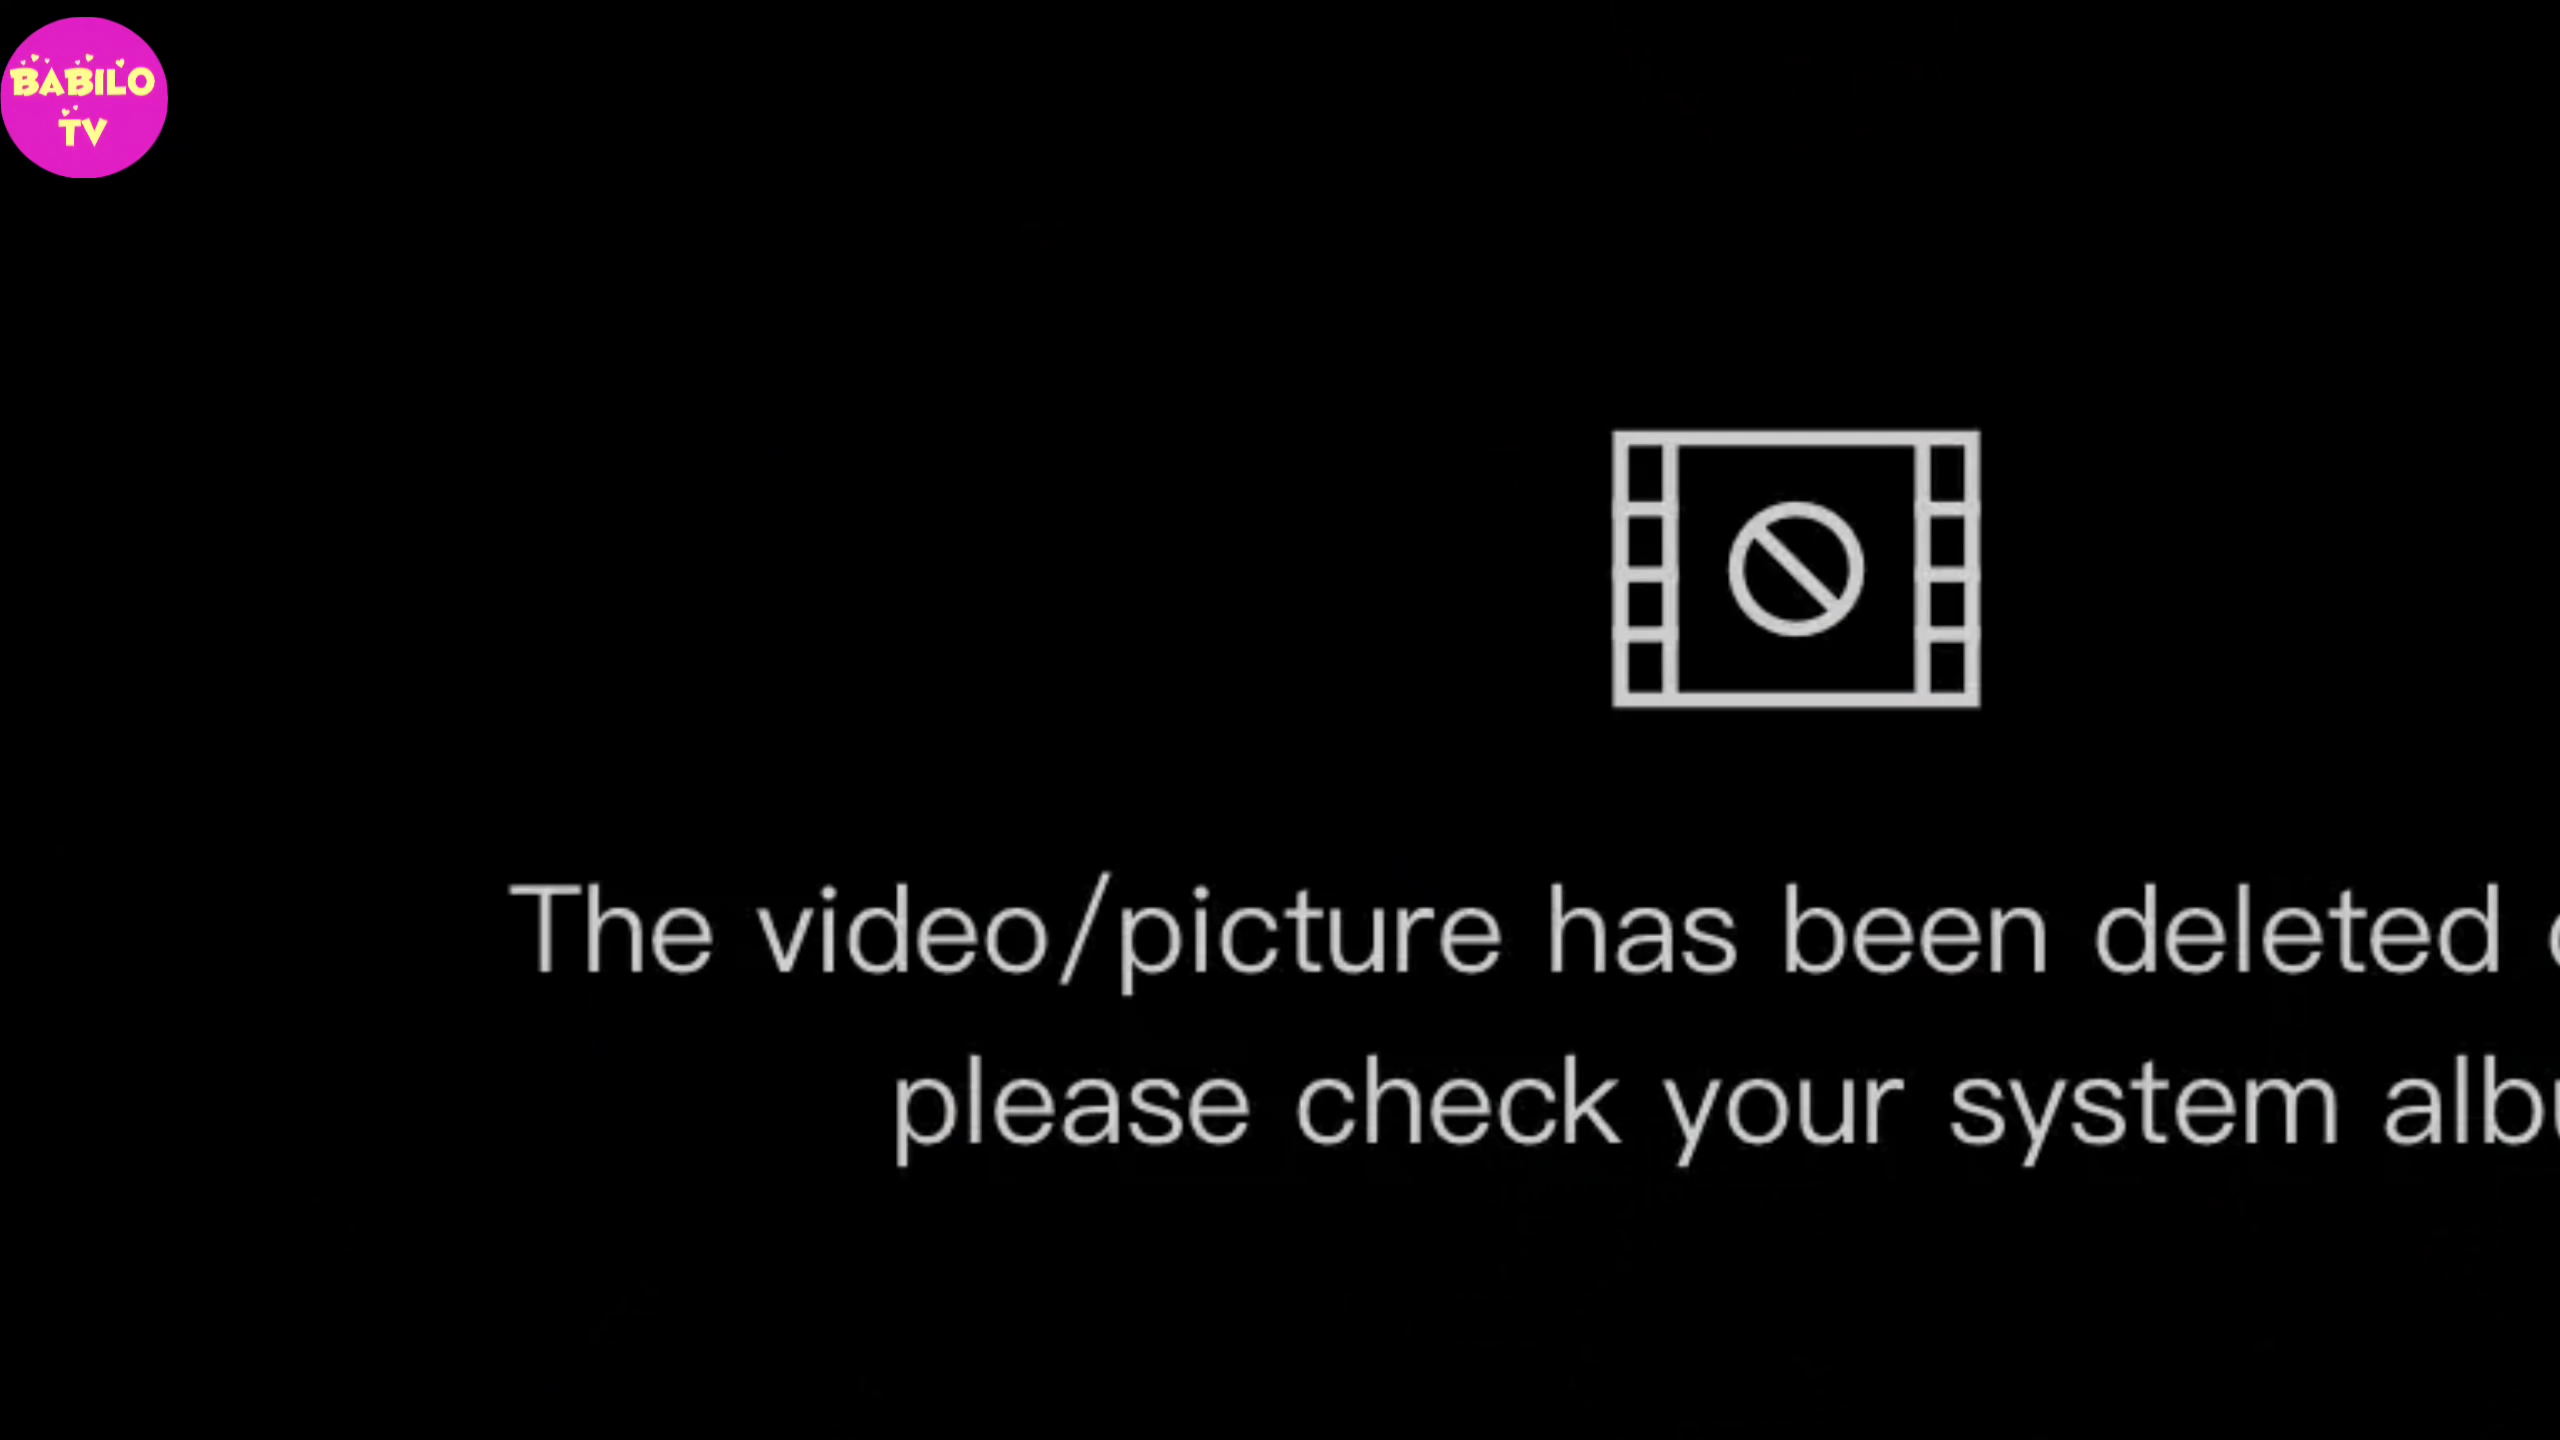 BABILO
TV
The video/picture has been deleted
please check your system